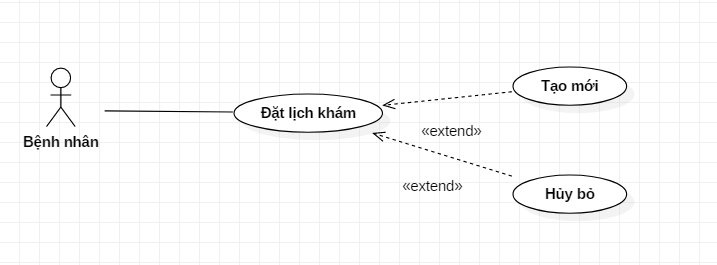 Tạo mới
Đặt lịch khám
«extend»
Bệnh nhân
«extend»
Hủy bỏ